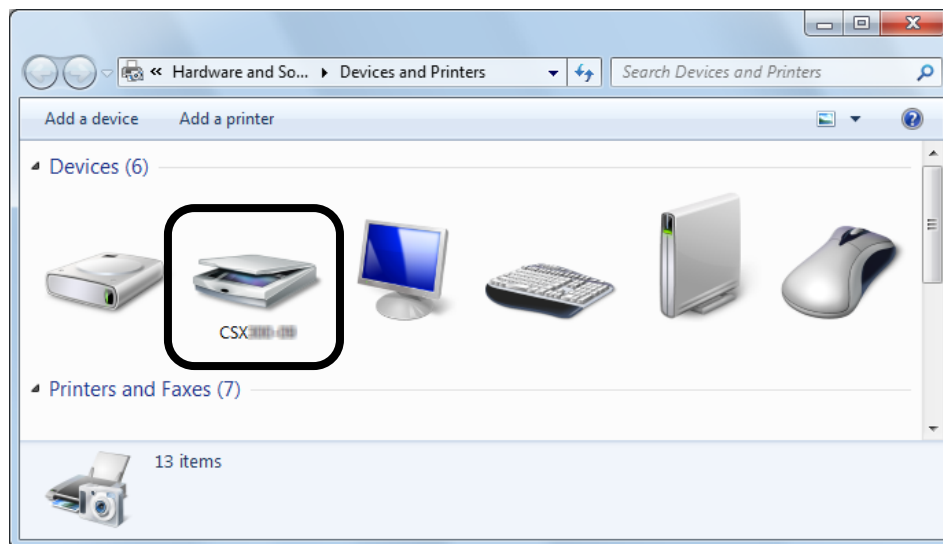 « Hardware and So... ▸ Devices and Printers
Search Devices and Printers
Add a device Add a printer
Devices (6)
CSX
Printers and Faxes (7)
13 items